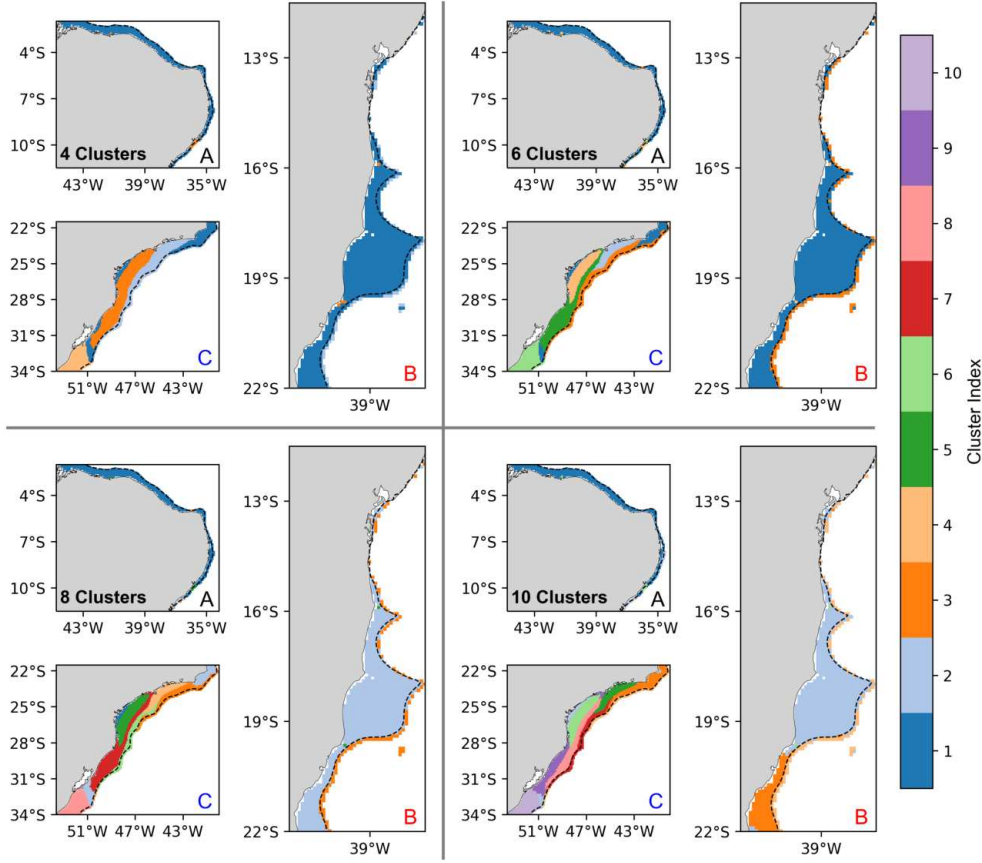 4°S
7°S
10°S
4 Clusters
A
43°W 39°W 35°W
22°S
25°S
28°S
31°S
34°S
C
51°W 47°W 43°W
13°S
16°S
19°S
22°S
B
39°W
4°S
7°S
10°S
6 Clusters
A
43°W 39°W 35°W
22°S
25°S
28°S
31°S
34°S
C
51°W 47°W 43°W
13°S
16°S
19°S
22°S
B
39°W
4°S
7°S
10°S
8 Clusters
A
43°W 39°W 35°W
22°S
25°S
28°S
31°S
34°S
C
51°W 47°W 43°W
13°S
16°S
19°S
22°S
B
39°W
4°S
7°S
10°S
10 Clusters
A
43°W 39°W 35°W
22°S
25°S
28°S
31°S
34°S
C
51°W 47°W 43°W
13°S
16°S
19°S
22°S
B
39°W
10
9
8
7
6
5
4
3
2
1
Cluster Index